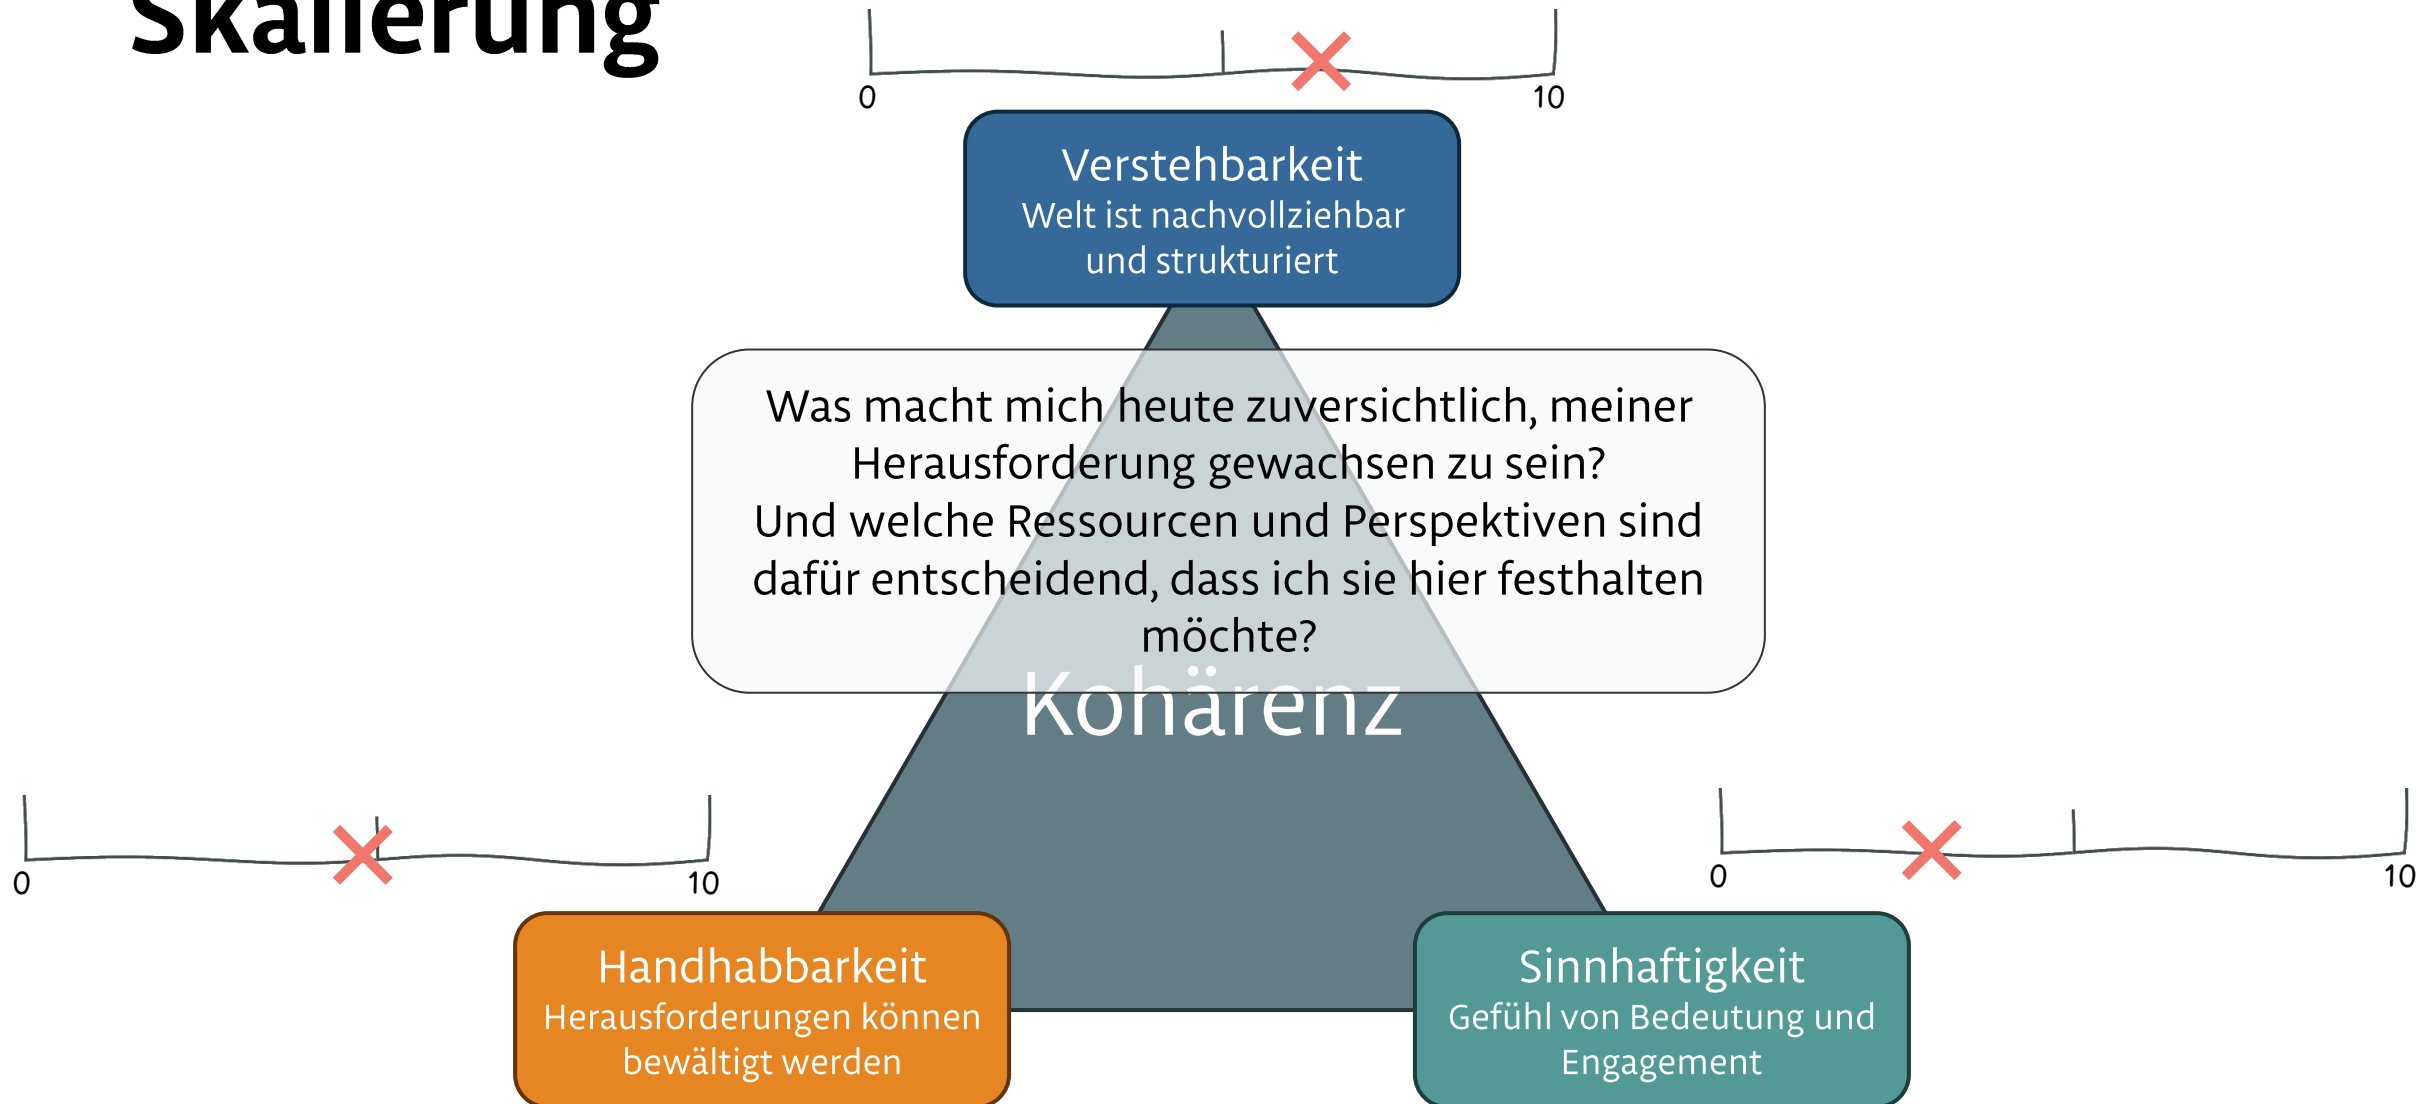 Skalierung
0
10
Verstehbarkeit
Welt ist nachvollziehbar
und strukturiert
Was macht mich heute zuversichtlich, meiner
Herausforderung gewachsen zu sein?
Und welche Ressourcen und Perspektiven sind
dafür entscheidend, dass ich sie hier festhalten
möchte?
Kohärenz
0
10
0
10
Handhabbarkeit
Herausforderungen können
bewältigt werden
Sinnhaftigkeit
Gefühl von Bedeutung und
Engagement